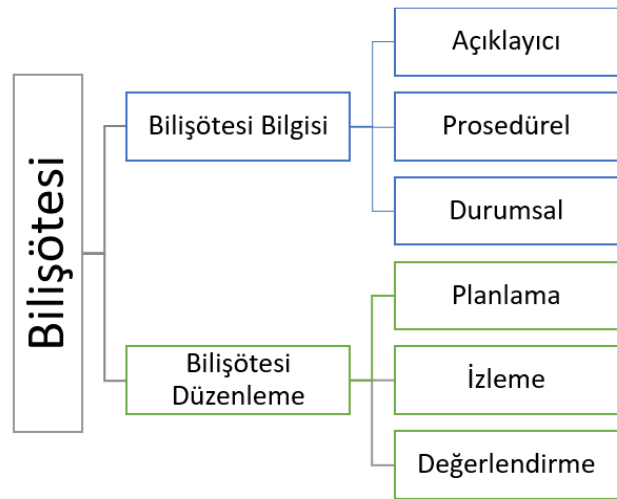 Bilişötesi
Bilişötesi Bilgisi
Açıklayıcı
Prosedürel
Durumsal
Bilişötesi
Düzenleme
Planlama
İzleme
Değerlendirme